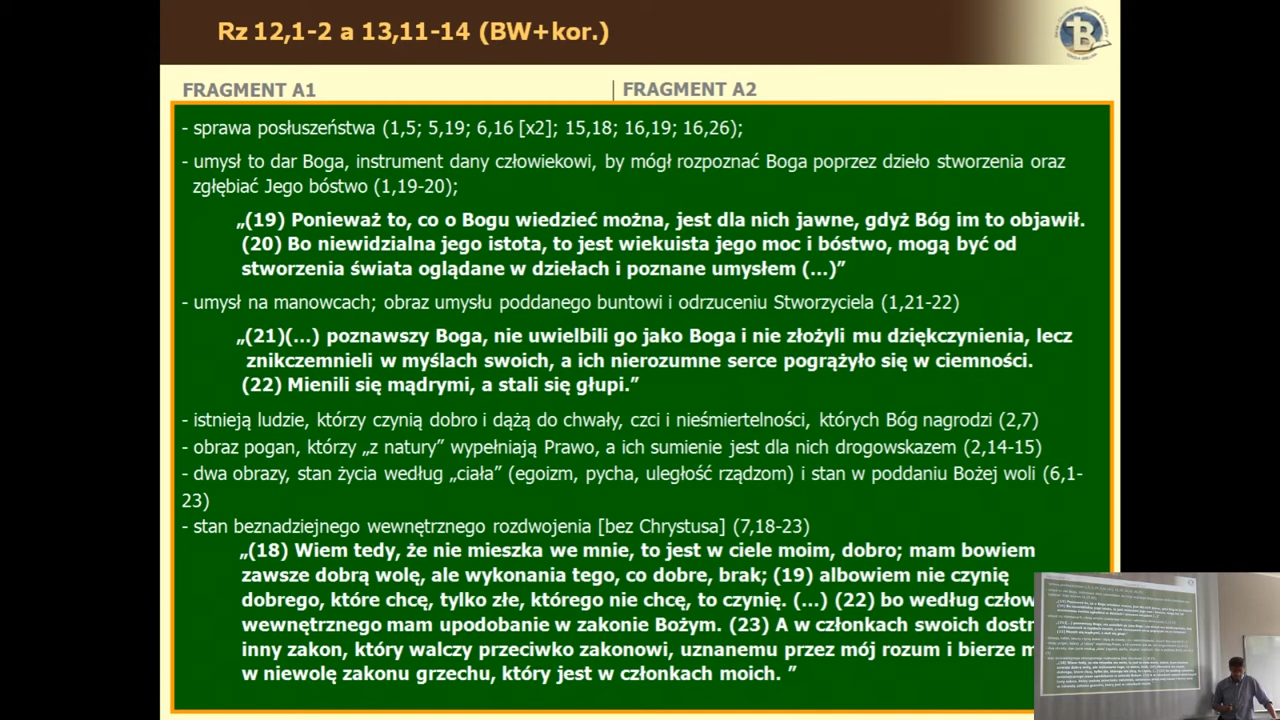 Rz 12,1-2 a 13,11-14 (BW+kor.)
FRAGMENT A1 | FRAGMENT A2
- sprawa posłuszeństwa (1,5; 5,19; 6,16 [x2]; 15,18; 16,19; 16,26);
- umysł to dar Boga, instrument dany człowiekowi, by mógł rozpoznać Boga poprzez dzieło stworzenia oraz
zgłębiać Jego bóstwo (1,19-20);
„(19) Ponieważ to, co o Bogu wiedzieć można, jest dla nich jawne, gdyż Bóg im to objawił.
(20) Bo niewidzialna jego istota, to jest wiekuista jego moc i bóstwo, mogą być od
stworzenia świata oglądane w dziełach i poznane umysłem (...)”
- umysł na manowcach; obraz umysłu poddanego buntowi i odrzuceniu Stworzyciela (1,21-22)
„(21)(...) poznawszy Boga, nie uwielbili go jako Boga i nie złożyli mu dziękczynienia, lecz
znikczemnieli w myślach swoich, a ich nierozumne serce pogrążyło się w ciemności.
(22) Mienili się mądrymi, a stali się głupi.”
- istnieją ludzie, którzy czynią dobro i dążą do chwały, czci i nieśmiertelności, których Bóg nagrodzi (2,7)
- obraz pogan, którzy „z natury” wypełniają Prawo, a ich sumienie jest dla nich drogowskazem (2,14-15)
- dwa obrazy, stan życia według „ciała” (egoizm, pycha, uległość rządzom) i stan w poddaniu Bożej woli (6,1-
23)
- stan beznadziejnego wewnętrznego rozdwojenia [bez Chrystusa] (7,18-23)
„(18) Wiem tedy, że nie mieszka we mnie, to jest w ciele moim, dobro; mam bowiem
zawsze dobrą wolę, ale wykonania tego, co dobre, brak; (19) albowiem nie czynię
dobrego, które chcę, tylko złe, którego nie chcę, to czynię. (...) (22) bo według człow
wewnętrznego mam upodobanie w zakonie Bożym. (23) A w członkach swoich dostr
inny zakon, który walczy przeciwko zakonowi, uznanemu przez mój rozum i bierze m
w niewolę zakonu grzechu, który jest w członkach moich. ”